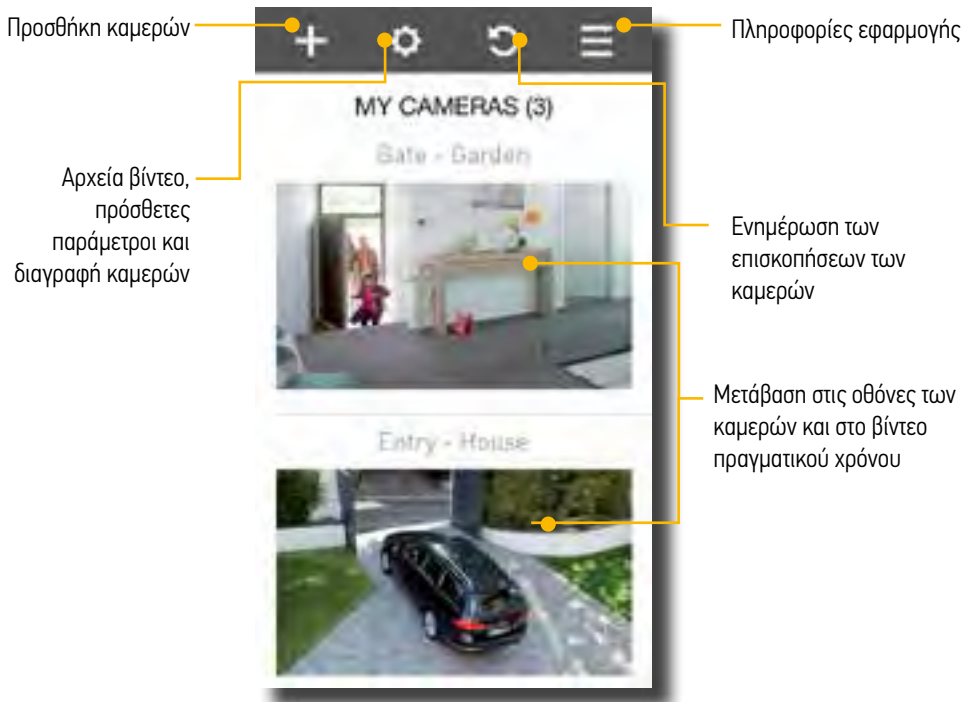 Προσθήκη καμερών
Πληροφορίες εφαρμογής
MY CAMERAS (3)
Gate - Garden
Αρχεία βίντεο,
πρόσθετες
παράμετροι και
διαγραφή καμερών
Ενημέρωση των
επισκοπήσεων των
καμερών
Μετάβαση στις οθόνες των
καμερών και στο βίντεο
πραγματικού χρόνου
Entry - House